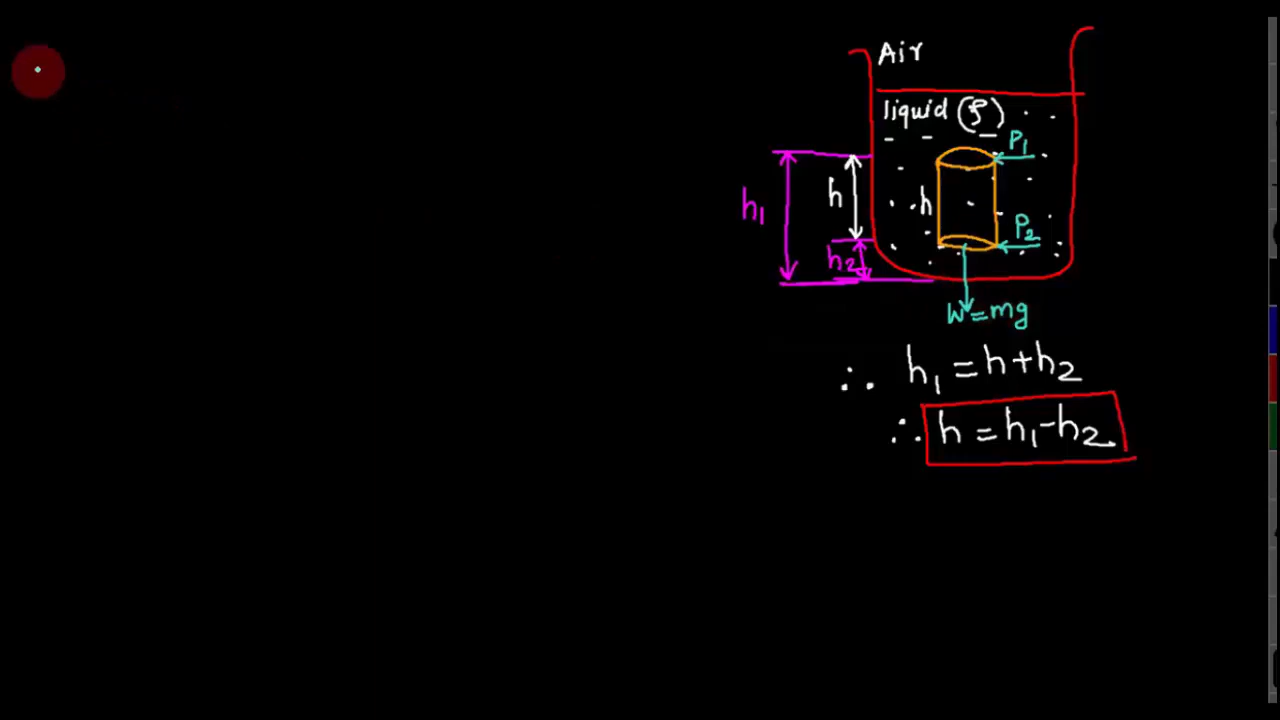 Air
liquid (ρ)
P₁
h₁
h
h
P₂
h₂
W=mg
∴ h₁ = h+h₂
∴ h = h₁-h₂